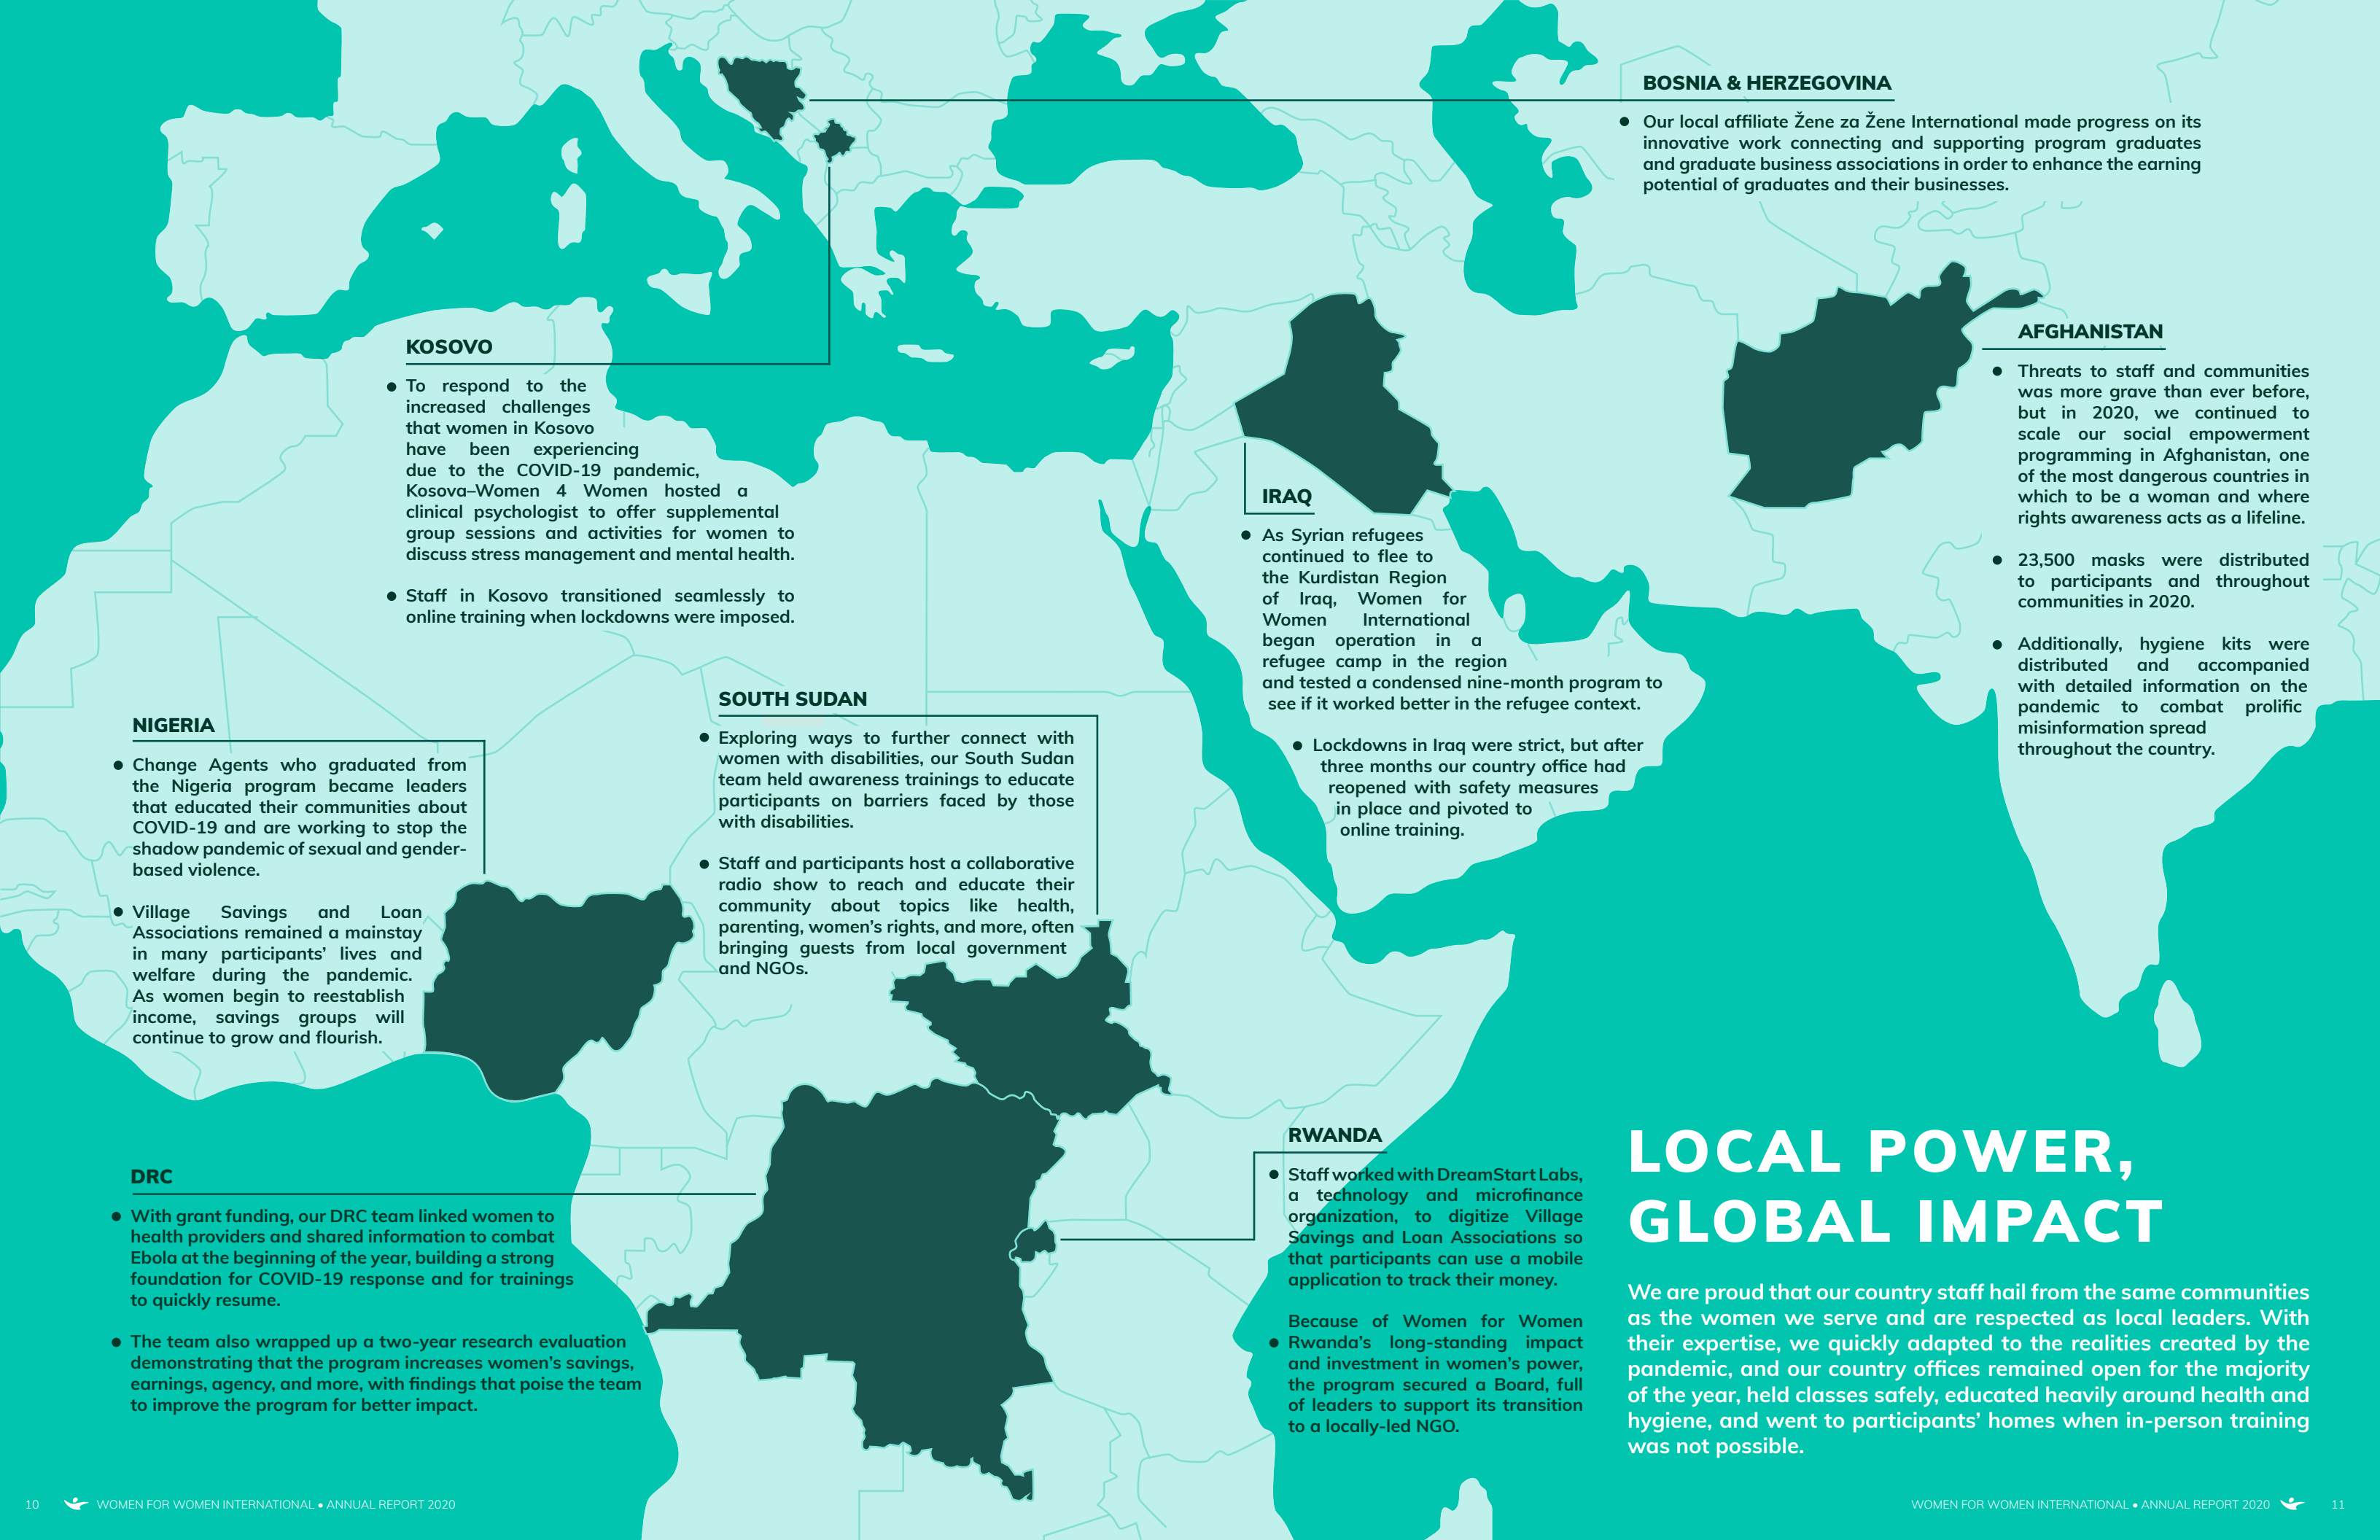 BOSNIA & HERZEGOVINA
● Our local affiliate Žene za Žene International made progress on its
innovative work connecting and supporting program graduates
and graduate business associations in order to enhance the earning
potential of graduates and their businesses.
KOSOVO
● To respond to the
increased challenges
that women in Kosovo
have been experiencing
due to the COVID-19 pandemic,
Kosova–Women 4 Women hosted a
clinical psychologist to offer supplemental
group sessions and activities for women to
discuss stress management and mental health.
● Staff in Kosovo transitioned seamlessly to
online training when lockdowns were imposed.
AFGHANISTAN
● Threats to staff and communities
was more grave than ever before,
but in 2020, we continued to
scale our social empowerment
programming in Afghanistan, one
of the most dangerous countries in
which to be a woman and where
rights awareness acts as a lifeline.
● 23,500 masks were distributed
to participants and throughout
communities in 2020.
● Additionally, hygiene kits were
distributed and accompanied
with detailed information on the
pandemic to combat prolific
misinformation spread
throughout the country.
IRAQ
● As Syrian refugees
continued to flee to
the Kurdistan Region
of Iraq, Women for
Women International
began operation in a
refugee camp in the region
and tested a condensed nine-month program to
see if it worked better in the refugee context.
● Lockdowns in Iraq were strict, but after
three months our country office had
reopened with safety measures
in place and pivoted to
online training.
NIGERIA
● Change Agents who graduated from
the Nigeria program became leaders
that educated their communities about
COVID-19 and are working to stop the
shadow pandemic of sexual and gender-
based violence.
● Village Savings and Loan
Associations remained a mainstay
in many participants’ lives and
welfare during the pandemic.
As women begin to reestablish
income, savings groups will
continue to grow and flourish.
SOUTH SUDAN
● Exploring ways to further connect with
women with disabilities, our South Sudan
team held awareness trainings to educate
participants on barriers faced by those
with disabilities.
● Staff and participants host a collaborative
radio show to reach and educate their
community about topics like health,
parenting, women’s rights, and more, often
bringing guests from local government
and NGOs.
DRC
● With grant funding, our DRC team linked women to
health providers and shared information to combat
Ebola at the beginning of the year, building a strong
foundation for COVID-19 response and for trainings
to quickly resume.
● The team also wrapped up a two-year research evaluation
demonstrating that the program increases women’s savings,
earnings, agency, and more, with findings that poise the team
to improve the program for better impact.
RWANDA
● Staff worked with DreamStart Labs,
a technology and microfinance
organization, to digitize Village
Savings and Loan Associations so
that participants can use a mobile
application to track their money.
Because of Women for Women
● Rwanda’s long-standing impact
and investment in women’s power,
the program secured a Board, full
of leaders to support its transition
to a locally-led NGO.
LOCAL POWER,
GLOBAL IMPACT
We are proud that our country staff hail from the same communities
as the women we serve and are respected as local leaders. With
their expertise, we quickly adapted to the realities created by the
pandemic, and our country offices remained open for the majority
of the year, held classes safely, educated heavily around health and
hygiene, and went to participants’ homes when in-person training
was not possible.
10 WOMEN FOR WOMEN INTERNATIONAL ● ANNUAL REPORT 2020
WOMEN FOR WOMEN INTERNATIONAL ● ANNUAL REPORT 2020 11